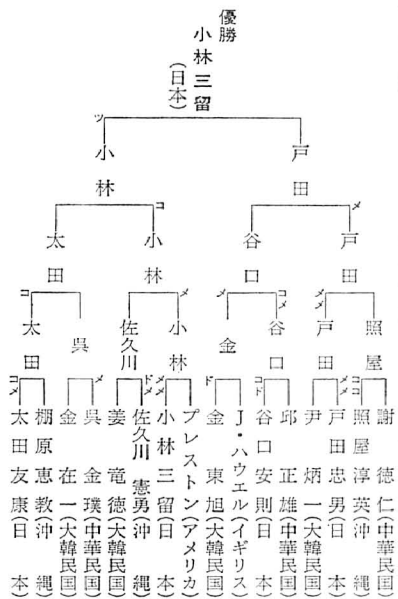 優勝
小林三留
(日本)
ツ
小林
戸田
コ
メ
太田
小林
谷口
戸田
コ
メ
メ
コメ
メメ
太田
呉
佐久川
小林
金
谷口
戸田
照屋
コメ
メ
ドメ
メメ
ド
コド
メメ
ココ
太田友康(日本)
棚原恵教(沖縄)
金在一(大韓民国)
呉金璞(中華民国)
姜竜徳(大韓民国)
佐久川憲勇(沖縄)
小林三留(日本)
プレストン(アメリカ)
金東旭(大韓民国)
J・ハウエル(イギリス)
谷口安則(日本)
邱正雄(中華民国)
尹炳一(大韓民国)
戸田忠男(日本)
照屋淳英(沖縄)
謝徳仁(中華民国)